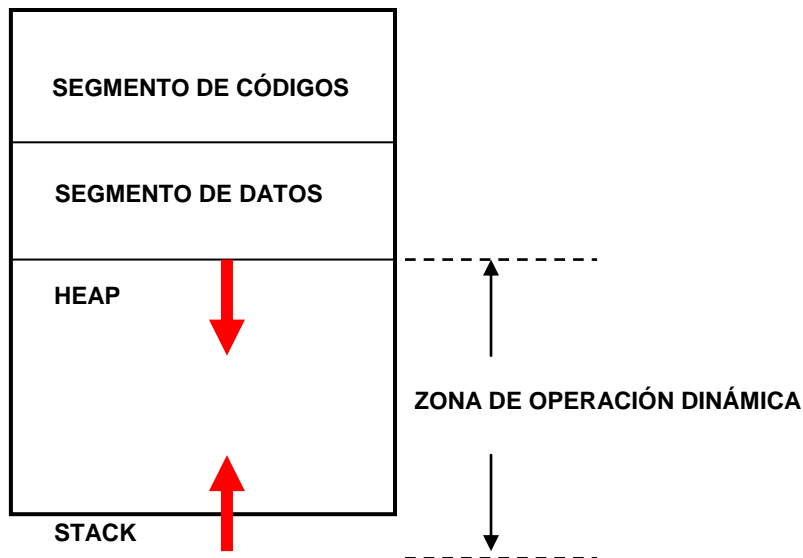 SEGMENTO DE CÓDIGOS
SEGMENTO DE DATOS
HEAP
ZONA DE OPERACIÓN DINÁMICA
STACK